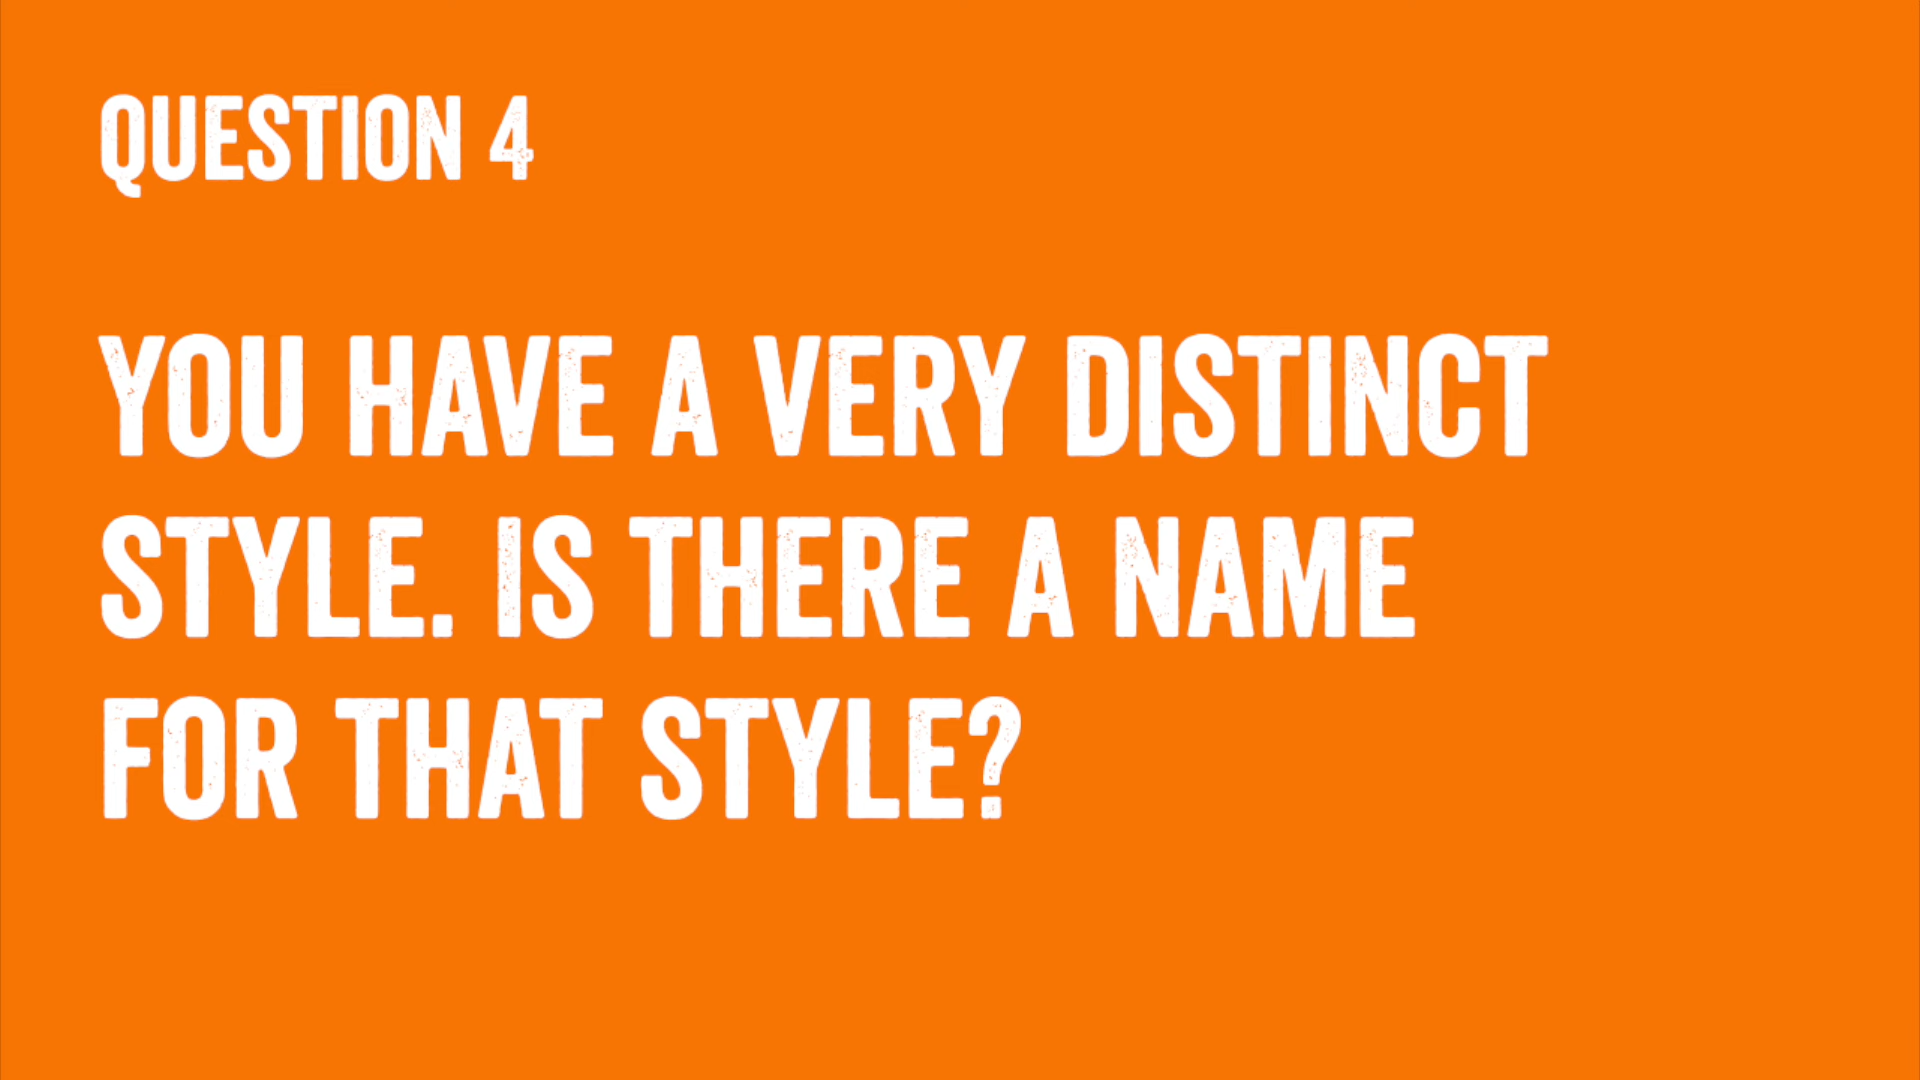 QUESTION 4
YOU HAVE A VERY DISTINCT
STYLE. IS THERE A NAME
FOR THAT STYLE?